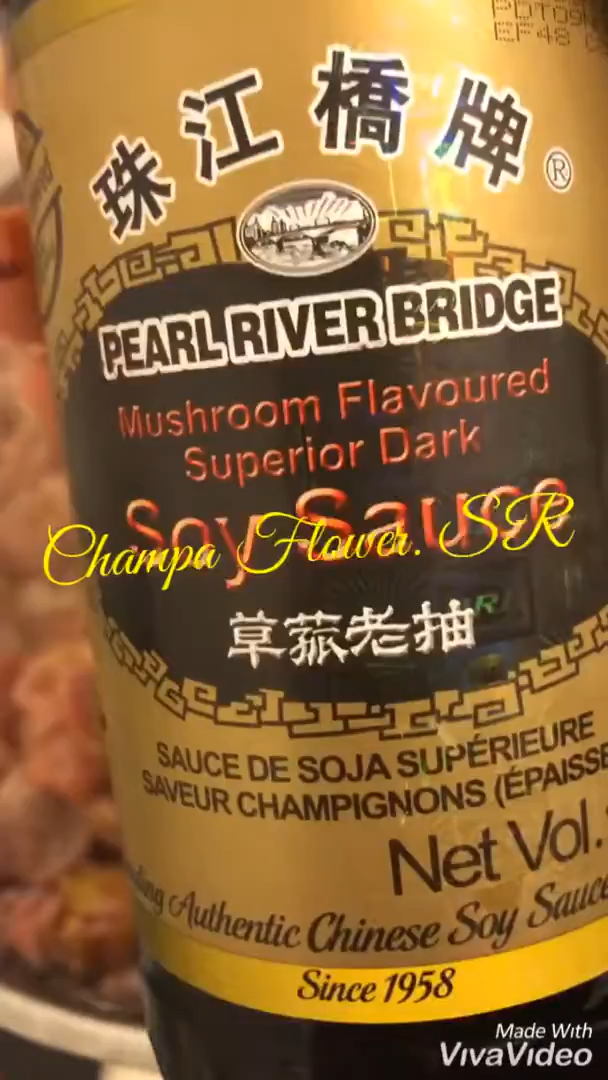 珠江橋牌®
PEARL RIVER BRIDGE
Mushroom Flavoured
Superior Dark
Soy Sauce
Champa Flower. SR
草菰老抽
SAUCE DE SOJA SUPÉRIEURE
SAVEUR CHAMPIGNONS (ÉPAISSE
Net Vol.
Authentic Chinese Soy Sauce
Since 1958
Made With
VivaVideo